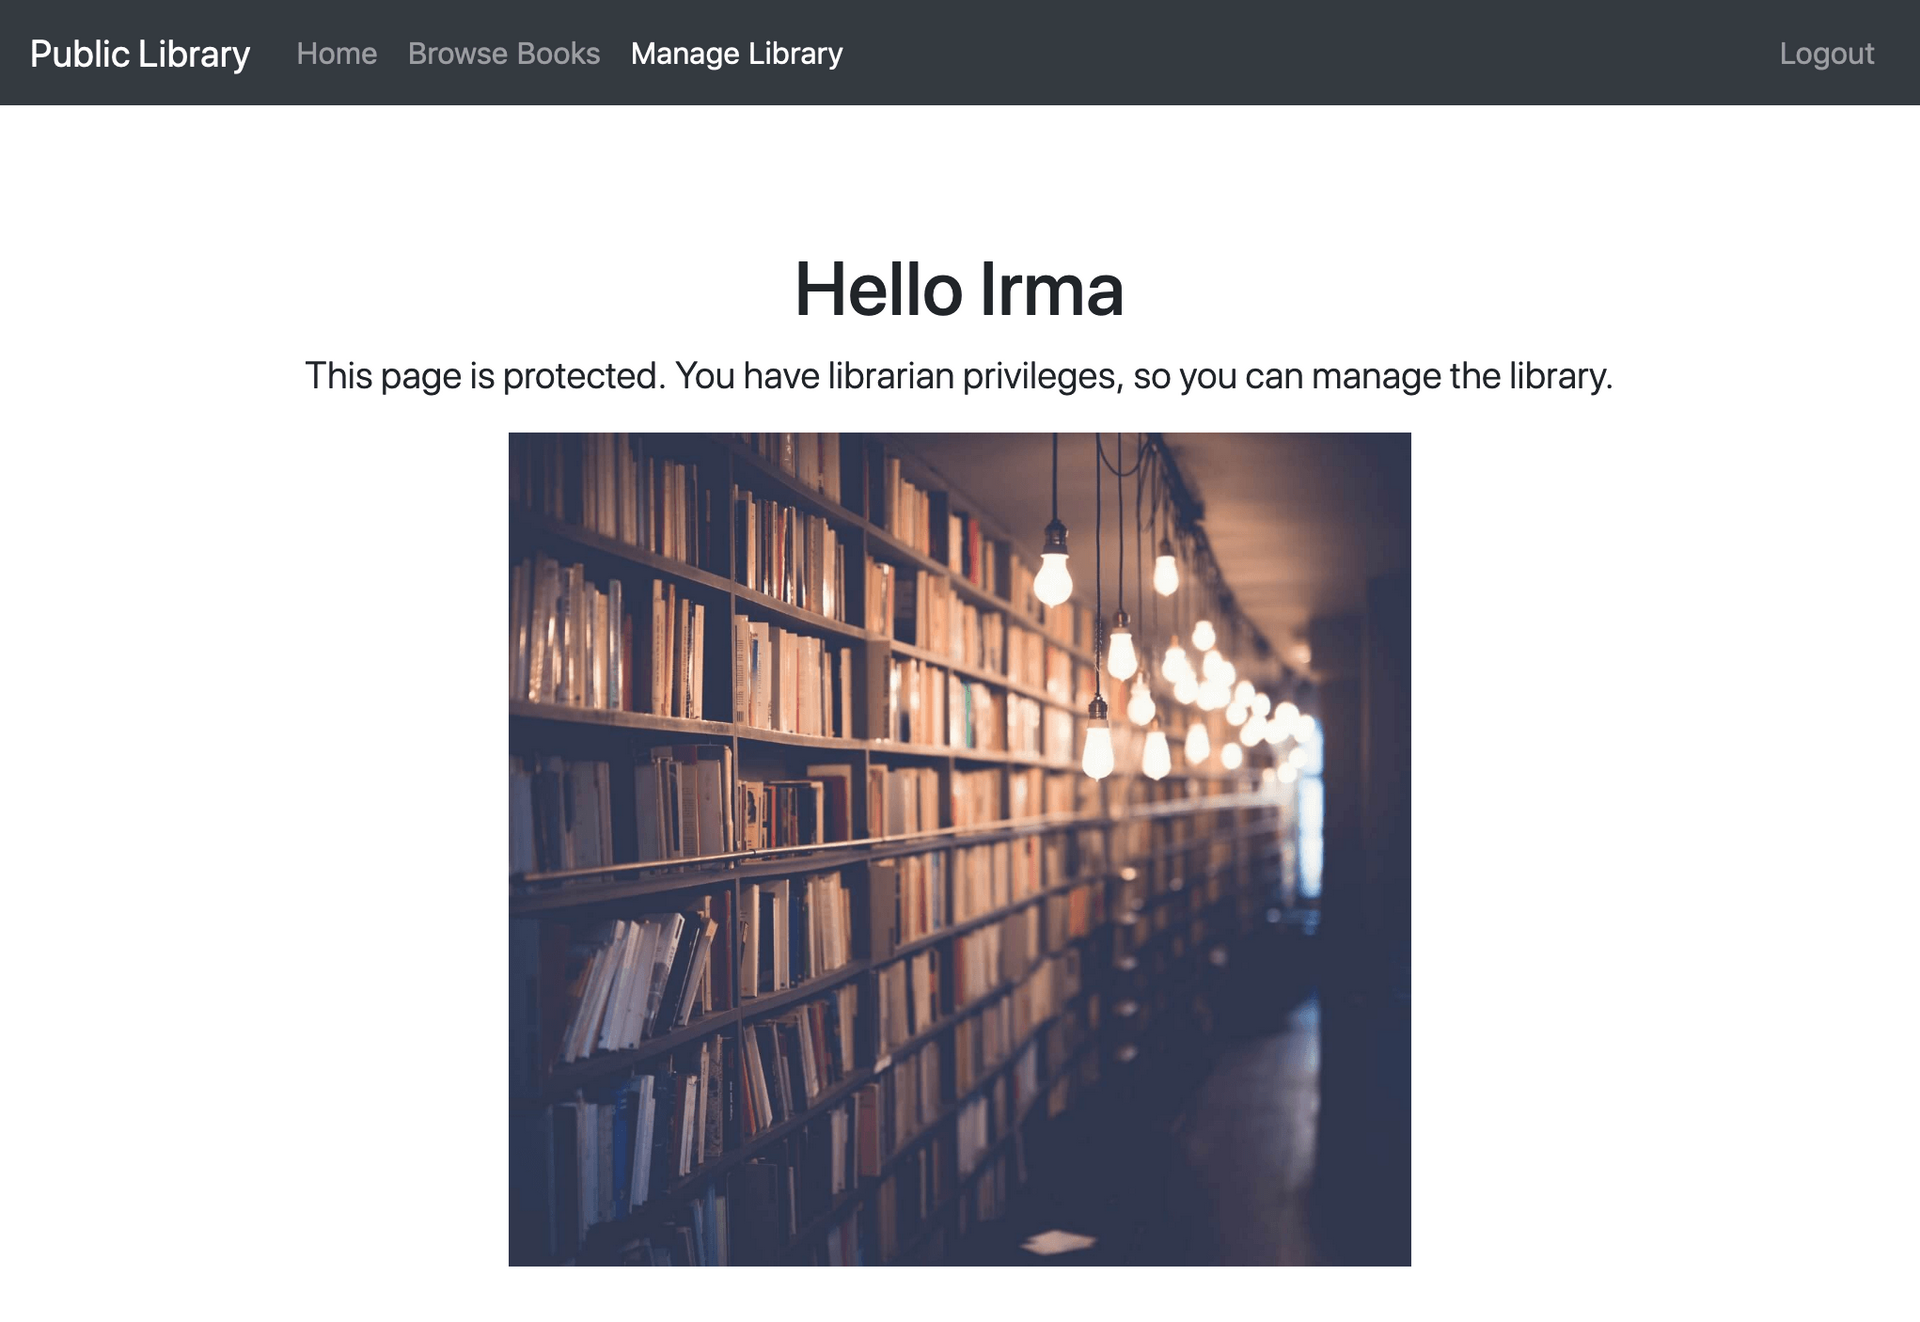 Public Library Home Browse Books Manage Library Logout
Hello Irma
This page is protected. You have librarian privileges, so you can manage the library.